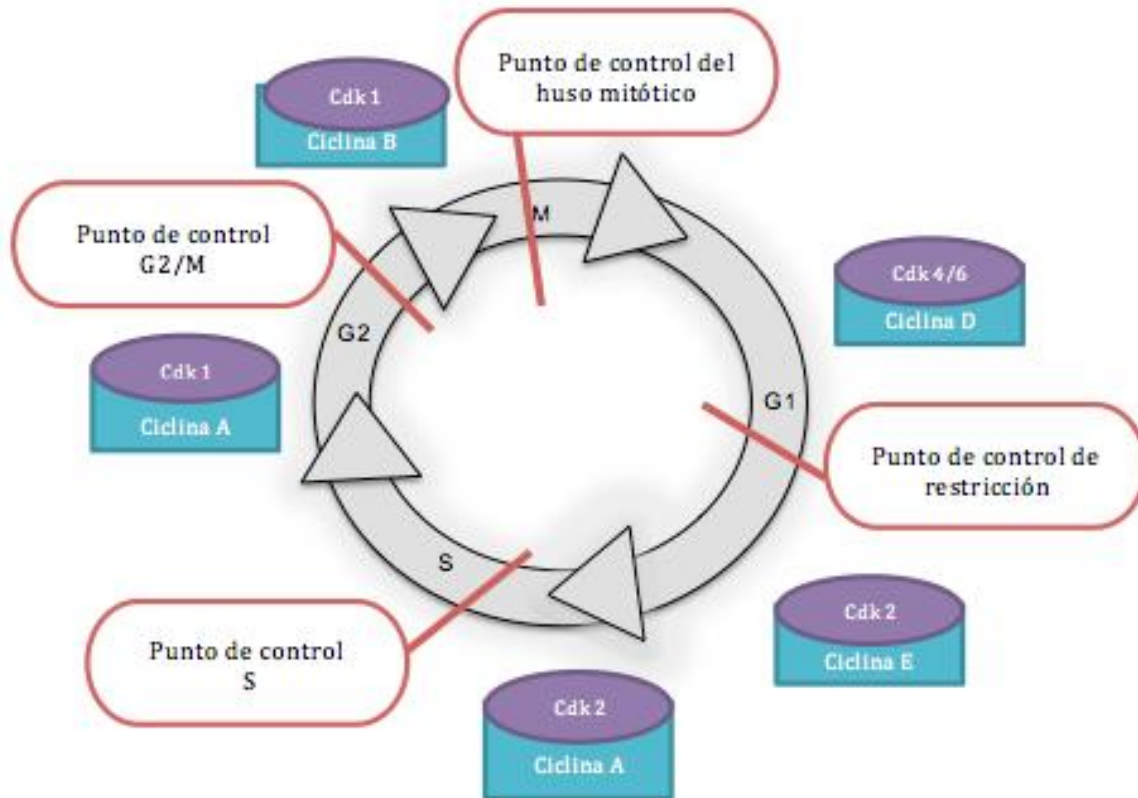 Punto de control del
huso mitótico
Cdk 1
Ciclina B
M
Punto de control
G2/M
Cdk 4/6
Ciclina D
G2
Cdk 1
Ciclina A
G1
Punto de control de
restricción
S
Punto de control
S
Cdk 2
Ciclina E
Cdk 2
Ciclina A